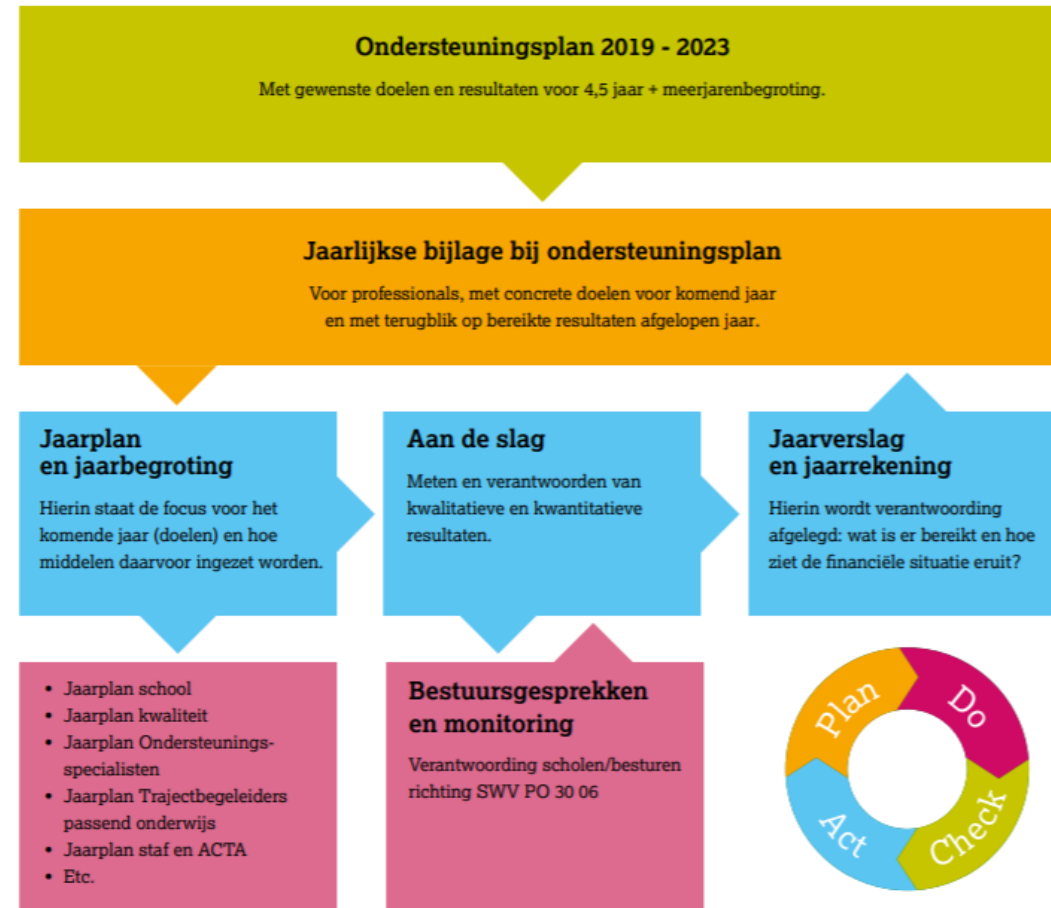 Ondersteuningsplan 2019 - 2023
Met gewenste doelen en resultaten voor 4,5 jaar + meerjarenbegroting.
Jaarlijkse bijlage bij ondersteuningsplan
Voor professionals, met concrete doelen voor komend jaar
en met terugblik op bereikte resultaten afgelopen jaar.
Jaarplan
en jaarbegroting
Hierin staat de focus voor het
komende jaar (doelen) en hoe
middelen daarvoor ingezet worden.
Aan de slag
Meten en verantwoorden van
kwalitatieve en kwantitatieve
resultaten.
Jaarverslag
en jaarrekening
Hierin wordt verantwoording
afgelegd: wat is er bereikt en hoe
ziet de financiële situatie eruit?
• Jaarplan school
• Jaarplan kwaliteit
• Jaarplan Ondersteunings-
specialisten
• Jaarplan Trajectbegeleiders
passend onderwijs
• Jaarplan staf en ACTA
• Etc.
Bestuursgesprekken
en monitoring
Verantwoording scholen/besturen
richting SWV PO 30 06
Plan
Do
Check
Act